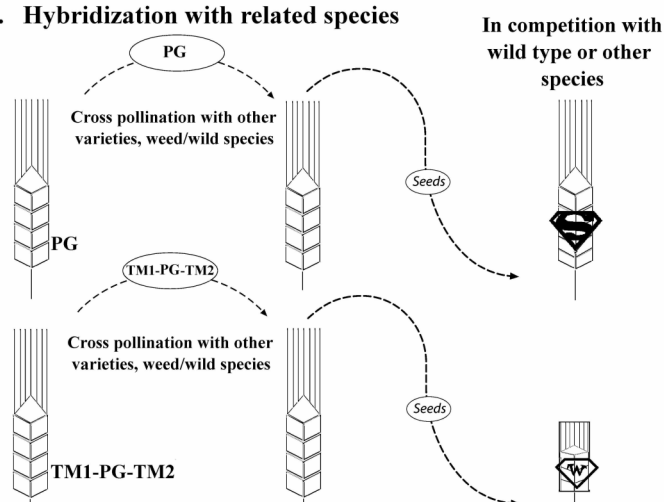 . Hybridization with related species
In competition with
wild type or other
species
PG
Cross pollination with other
varieties, weed/wild species
Seeds
S
PG
TM1-PG-TM2
Cross pollination with other
varieties, weed/wild species
Seeds
W
TM1-PG-TM2